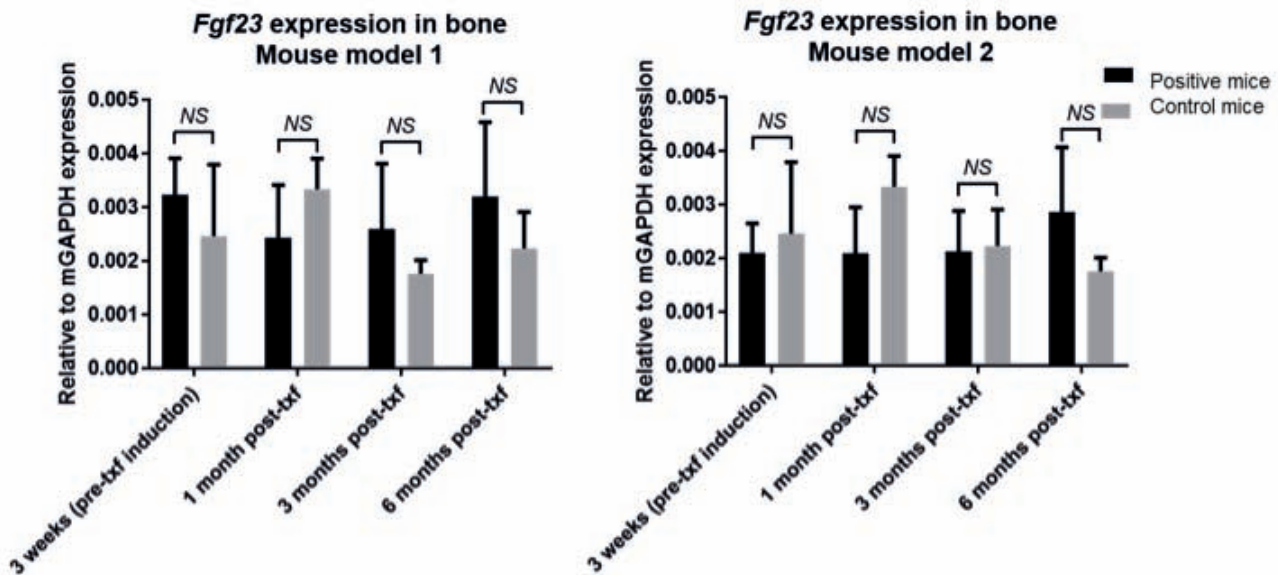 Fgf23 expression in bone
Mouse model 1
Relative to mGAPDH expression
0.005
0.004
0.003
0.002
0.001
0.000
NS
NS
NS
NS
3 weeks (pre-txf induction)
1 month post-txf
3 months post-txf
6 months post-txf
Fgf23 expression in bone
Mouse model 2
Relative to mGAPDH expression
0.005
0.004
0.003
0.002
0.001
0.000
NS
NS
NS
NS
3 weeks (pre-txf induction)
1 month post-txf
3 months post-txf
6 months post-txf
Positive mice
Control mice